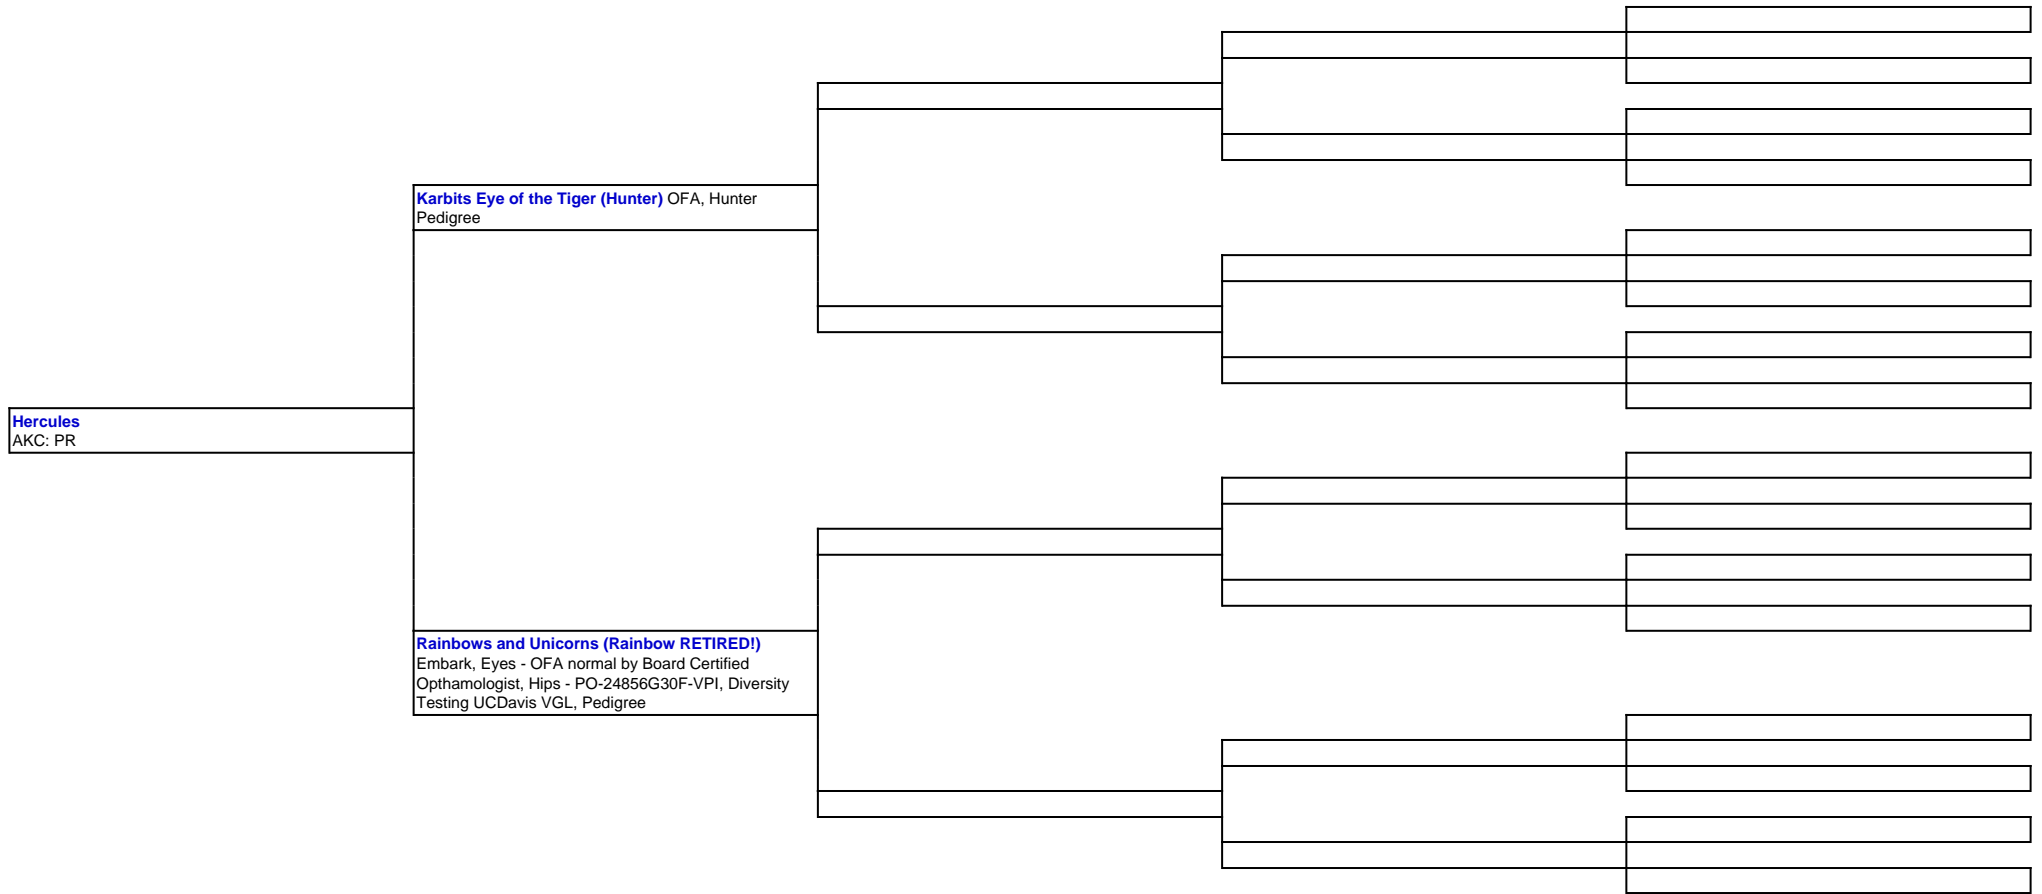 Karbits Eye of the Tiger (Hunter) OFA, Hunter
Pedigree
Hercules
AKC: PR
Rainbows and Unicorns (Rainbow RETIRED!)
Embark, Eyes - OFA normal by Board Certified
Opthamologist, Hips - PO-24856G30F-VPI, Diversity
Testing UCDavis VGL, Pedigree